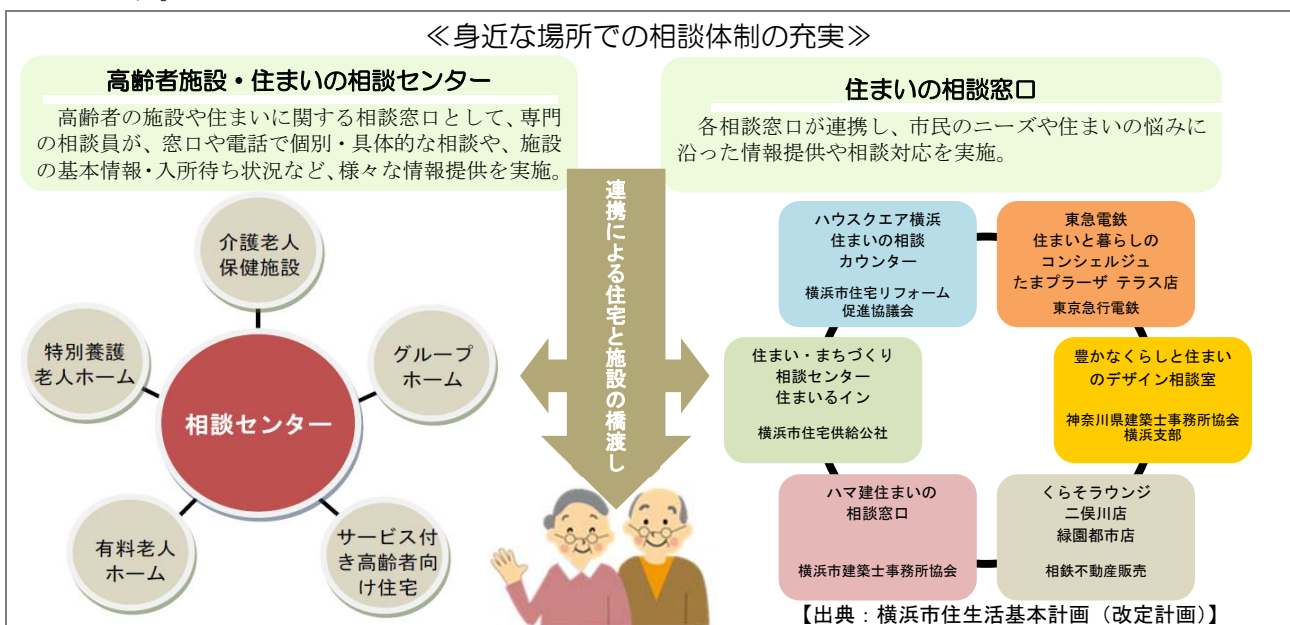 ≪身近な場所での相談体制の充実≫
高齢者施設・住まいの相談センター
高齢者の施設や住まいに関する相談窓口として、専門
の相談員が、窓口や電話で個別・具体的な相談や、施設
の基本情報・入所待ち状況など、様々な情報提供を実施。
介護老人
保健施設
特別養護
老人ホーム
グループ
ホーム
相談センター
有料老人
ホーム
サービス付
き高齢者向
け住宅
連携による住宅と施設の橋渡し
住まいの相談窓口
各相談窓口が連携し、市民のニーズや住まいの悩みに
沿った情報提供や相談対応を実施。
ハウスクエア横浜
住まいの相談
カウンター
横浜市住宅リフォーム
促進協議会
東急電鉄
住まいと暮らしの
コンシェルジュ
たまプラーザ テラス店
東京急行電鉄
住まい・まちづくり
相談センター
住まいるイン
横浜市住宅供給公社
豊かなくらしと住まい
のデザイン相談室
神奈川県建築士事務所協会
横浜支部
ハマ建住まいの
相談窓口
横浜市建築士事務所協会
くらそラウンジ
二俣川店
緑園都市店
相鉄不動産販売
【出典：横浜市住生活基本計画（改定計画）】